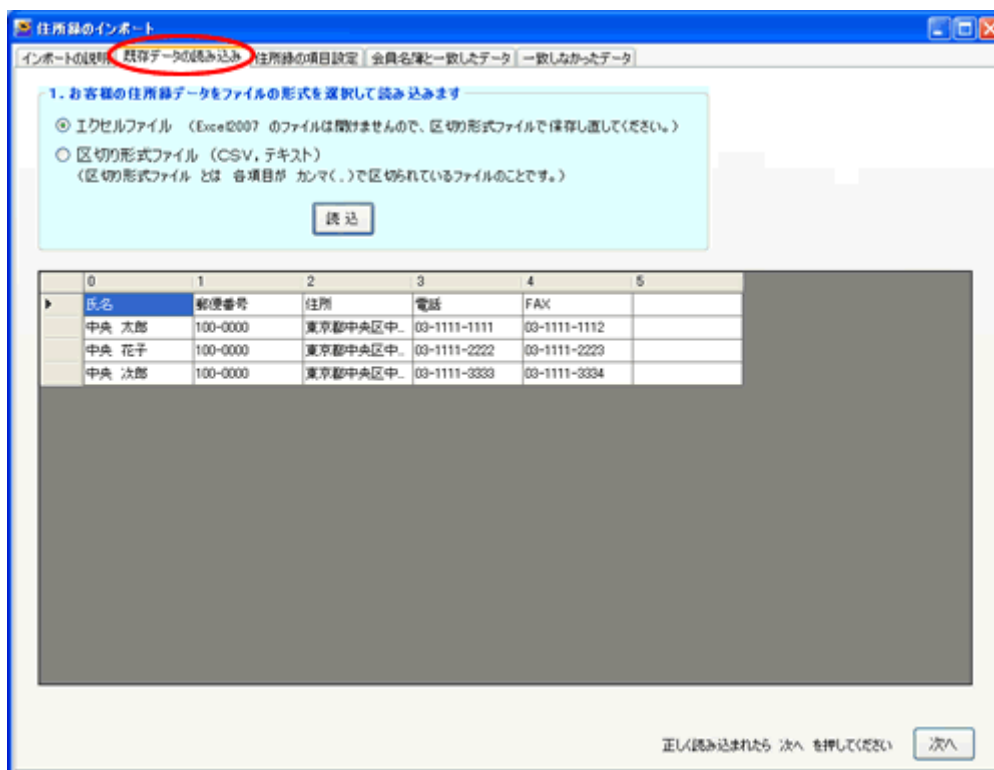 住所録のインポート
インポートの説明 既存データの読み込み 住所録の項目設定 会員名簿と一致したデータ 一致しなかったデータ
1．お客様の住所録データをファイルの形式を選択して読み込みます
エクセルファイル （Excel2007 のファイルは開けませんので、区切り形式ファイルで保存し直してください。）
区切り形式ファイル （CSV，テキスト）
（区切り形式ファイル とは 各項目が カンマ(,)で区切られているファイルのことです。）
読込
0 1 2 3 4 5
氏名 郵便番号 住所 電話 FAX
中央 太郎 100-0000 東京都中央区中... 03-1111-1111 03-1111-1112
中央 花子 100-0000 東京都中央区中... 03-1111-2222 03-1111-2223
中央 次郎 100-0000 東京都中央区中... 03-1111-3333 03-1111-3334
正しく読み込まれたら 次へ を押してください 次へ